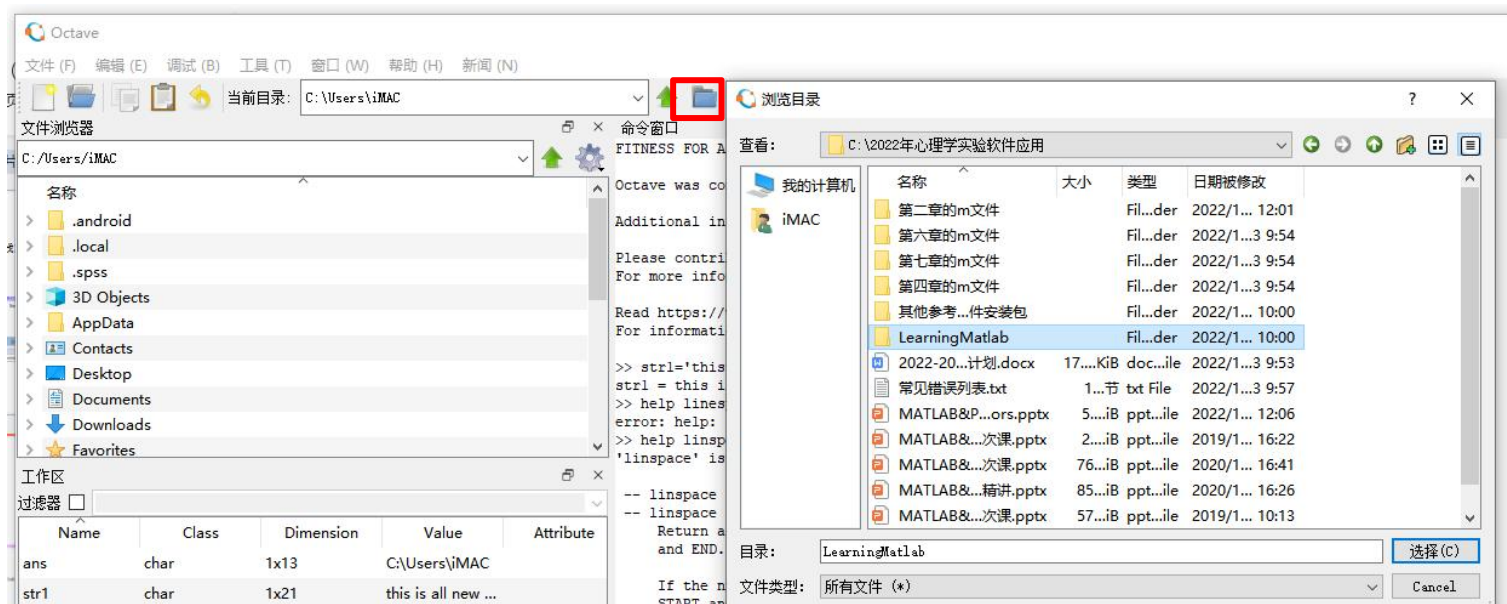 Octave
文件 (F) 编辑 (E) 调试 (B) 工具 (T) 窗口 (W) 帮助 (H) 新闻 (N)
当前目录: C:\Users\iMAC
文件浏览器
C:/Users/iMAC
名称
.android
.local
.spss
3D Objects
AppData
Contacts
Desktop
Documents
Downloads
Favorites
工作区
过滤器
Name Class Dimension Value Attribute
ans char 1x13 C:\Users\iMAC
str1 char 1x21 this is all new ...
命令窗口
FITNESS FOR A
Octave was co
Additional in
Please contri
For more info
Read https://
For informati
>> str1='this
str1 = this i
>> help lines
error: help:
>> help linsp
'linspace' is
-- linspace
-- linspace
Return a
and END.
If the n
START an
浏览目录 ? ×
查看: C:\2022年心理学实验软件应用
我的计算机
iMAC
名称 大小 类型 日期被修改
第二章的m文件 Fil...der 2022/1... 12:01
第六章的m文件 Fil...der 2022/1...3 9:54
第七章的m文件 Fil...der 2022/1...3 9:54
第四章的m文件 Fil...der 2022/1...3 9:54
其他参考...件安装包 Fil...der 2022/1... 10:00
LearningMatlab Fil...der 2022/1... 10:00
2022-20...计划.docx 17....KiB doc...ile 2022/1...3 9:53
常见错误列表.txt 1...节 txt File 2022/1...3 9:57
MATLAB&P...ors.pptx 5....iB ppt...ile 2022/1... 12:06
MATLAB&...次课.pptx 2....iB ppt...ile 2019/1... 16:22
MATLAB&...次课.pptx 76...iB ppt...ile 2020/1... 16:41
MATLAB&...精讲.pptx 85...iB ppt...ile 2020/1... 16:26
MATLAB&...次课.pptx 57...iB ppt...ile 2019/1... 10:13
目录: LearningMatlab 选择(C)
文件类型: 所有文件 (*) Cancel